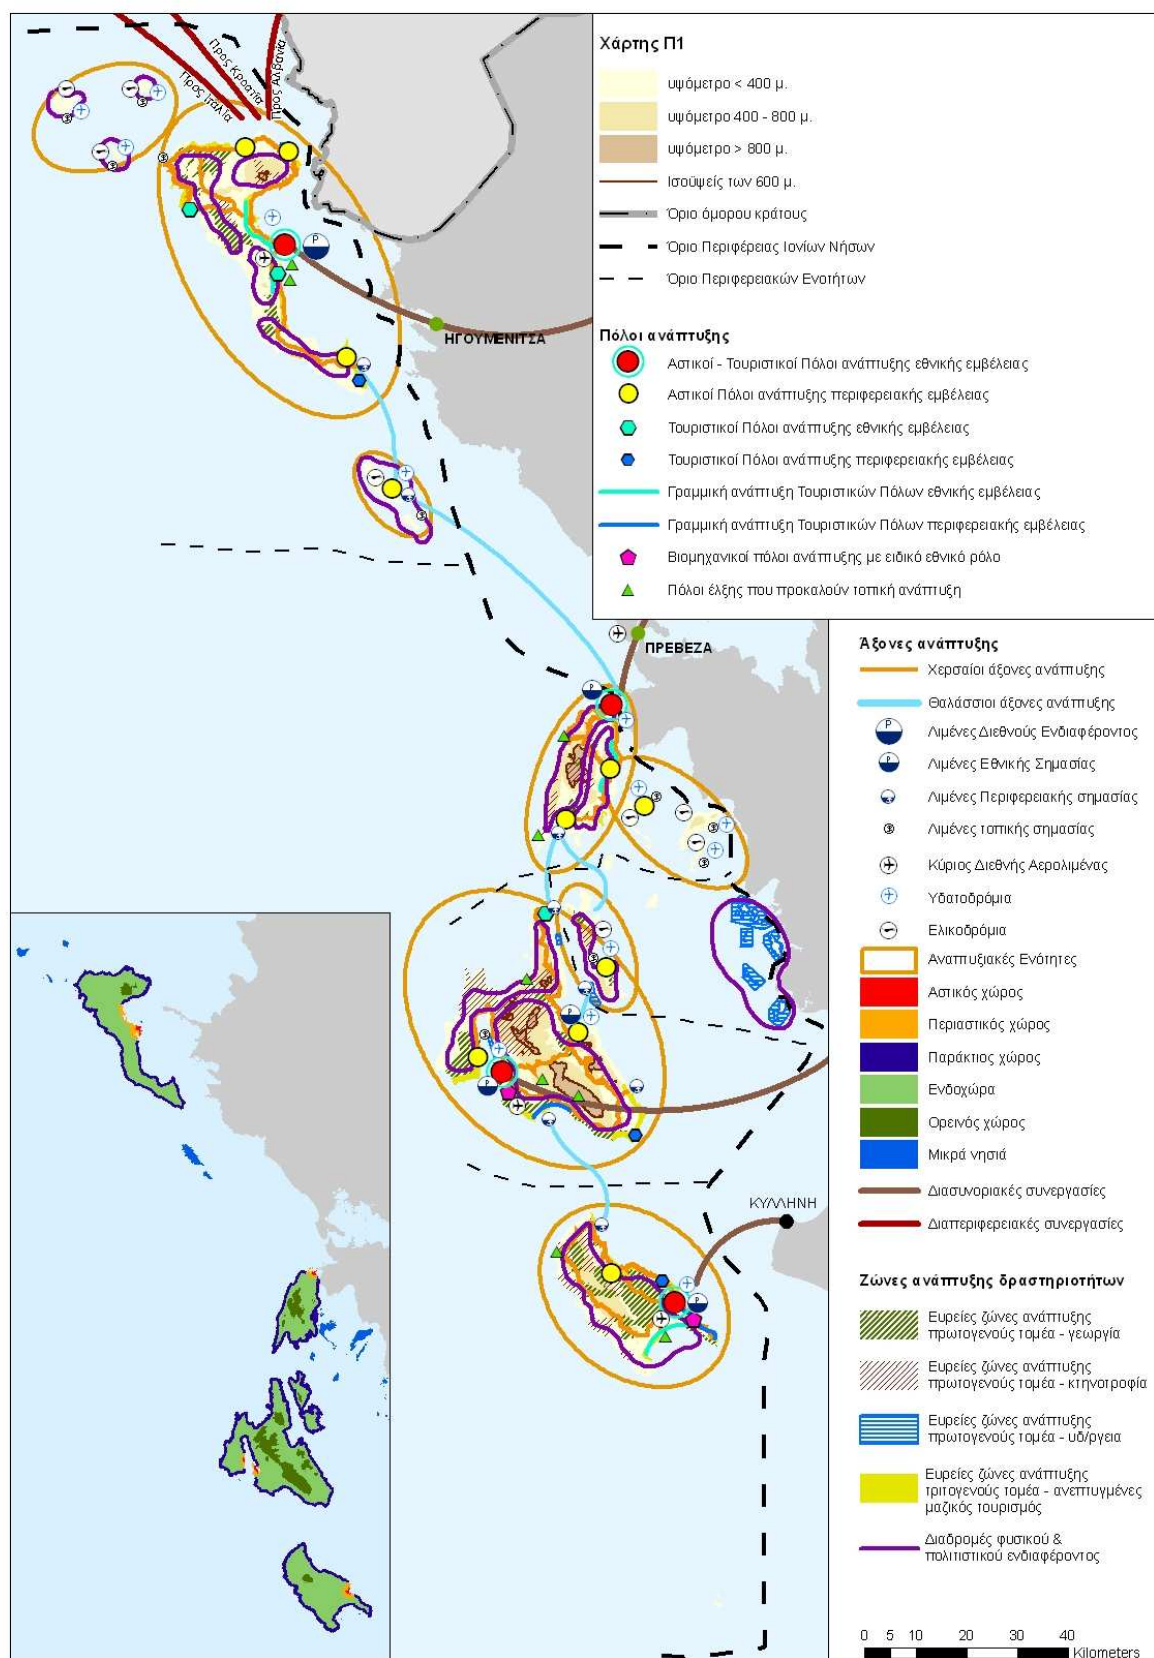 Προς Ιταλία
Προς Κροατία
Προς Αλβανία
ΗΓΟΥΜΕΝΙΤΣΑ
ΠΡΕΒΕΖΑ
ΚΥΛΛΗΝΗ
Χάρτης Π1
υψόμετρο < 400 μ.
υψόμετρο 400 - 800 μ.
υψόμετρο > 800 μ.
Ισοϋψείς των 600 μ.
Όριο όμορου κράτους
Όριο Περιφέρειας Ιονίων Νήσων
Όριο Περιφερειακών Ενοτήτων
Πόλοι ανάπτυξης
Αστικοί - Τουριστικοί Πόλοι ανάπτυξης εθνικής εμβέλειας
Αστικοί Πόλοι ανάπτυξης περιφερειακής εμβέλειας
Τουριστικοί Πόλοι ανάπτυξης εθνικής εμβέλειας
Τουριστικοί Πόλοι ανάπτυξης περιφερειακής εμβέλειας
Γραμμική ανάπτυξη Τουριστικών Πόλων εθνικής εμβέλειας
Γραμμική ανάπτυξη Τουριστικών Πόλων περιφερειακής εμβέλειας
Βιομηχανικοί πόλοι ανάπτυξης με ειδικό εθνικό ρόλο
Πόλοι έλξης που προκαλούν τοπική ανάπτυξη
Άξονες ανάπτυξης
Χερσαίοι άξονες ανάπτυξης
Θαλάσσιοι άξονες ανάπτυξης
Λιμένες Διεθνούς Ενδιαφέροντος
Λιμένες Εθνικής Σημασίας
Λιμένες Περιφερειακής σημασίας
Λιμένες τοπικής σημασίας
Κύριος Διεθνής Αερολιμένας
Υδατοδρόμια
Ελικοδρόμια
Αναπτυξιακές Ενότητες
Αστικός χώρος
Περιαστικός χώρος
Παράκτιος χώρος
Ενδοχώρα
Ορεινός χώρος
Μικρά νησιά
Διασυνοριακές συνεργασίες
Διαπεριφερειακές συνεργασίες
Ζώνες ανάπτυξης δραστηριοτήτων
Ευρείες ζώνες ανάπτυξης
πρωτογενούς τομέα - γεωργία
Ευρείες ζώνες ανάπτυξης
πρωτογενούς τομέα - κτηνοτροφία
Ευρείες ζώνες ανάπτυξης
πρωτογενούς τομέα - υδ/ργεια
Ευρείες ζώνες ανάπτυξης
τριτογενούς τομέα - ανεπτυγμένες
μαζικός τουρισμός
Διαδρομές φυσικού &
πολιτιστικού ενδιαφέροντος
0 5 10 20 30 40
Kilometers